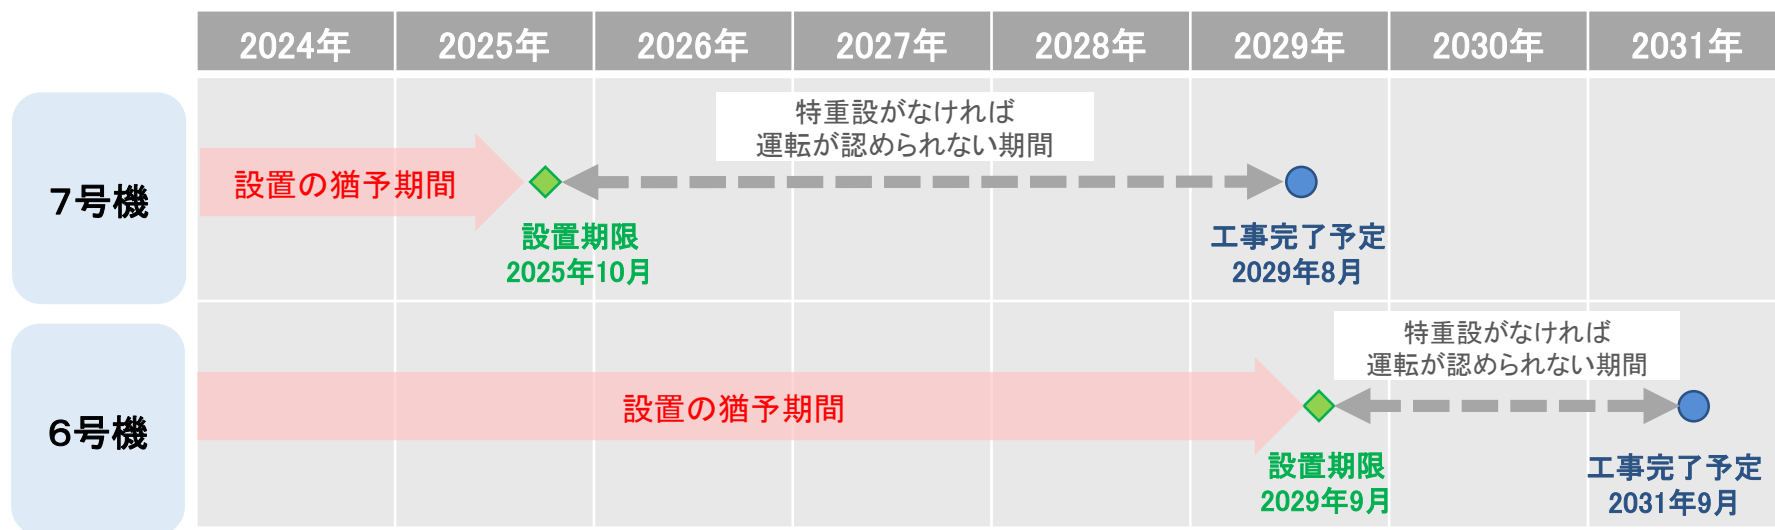 2024年
2025年
2026年
2027年
2028年
2029年
2030年
2031年
7号機
設置の猶予期間
特重設がなければ
運転が認められない期間
設置期限
2025年10月
工事完了予定
2029年8月
6号機
設置の猶予期間
特重設がなければ
運転が認められない期間
設置期限
2029年9月
工事完了予定
2031年9月